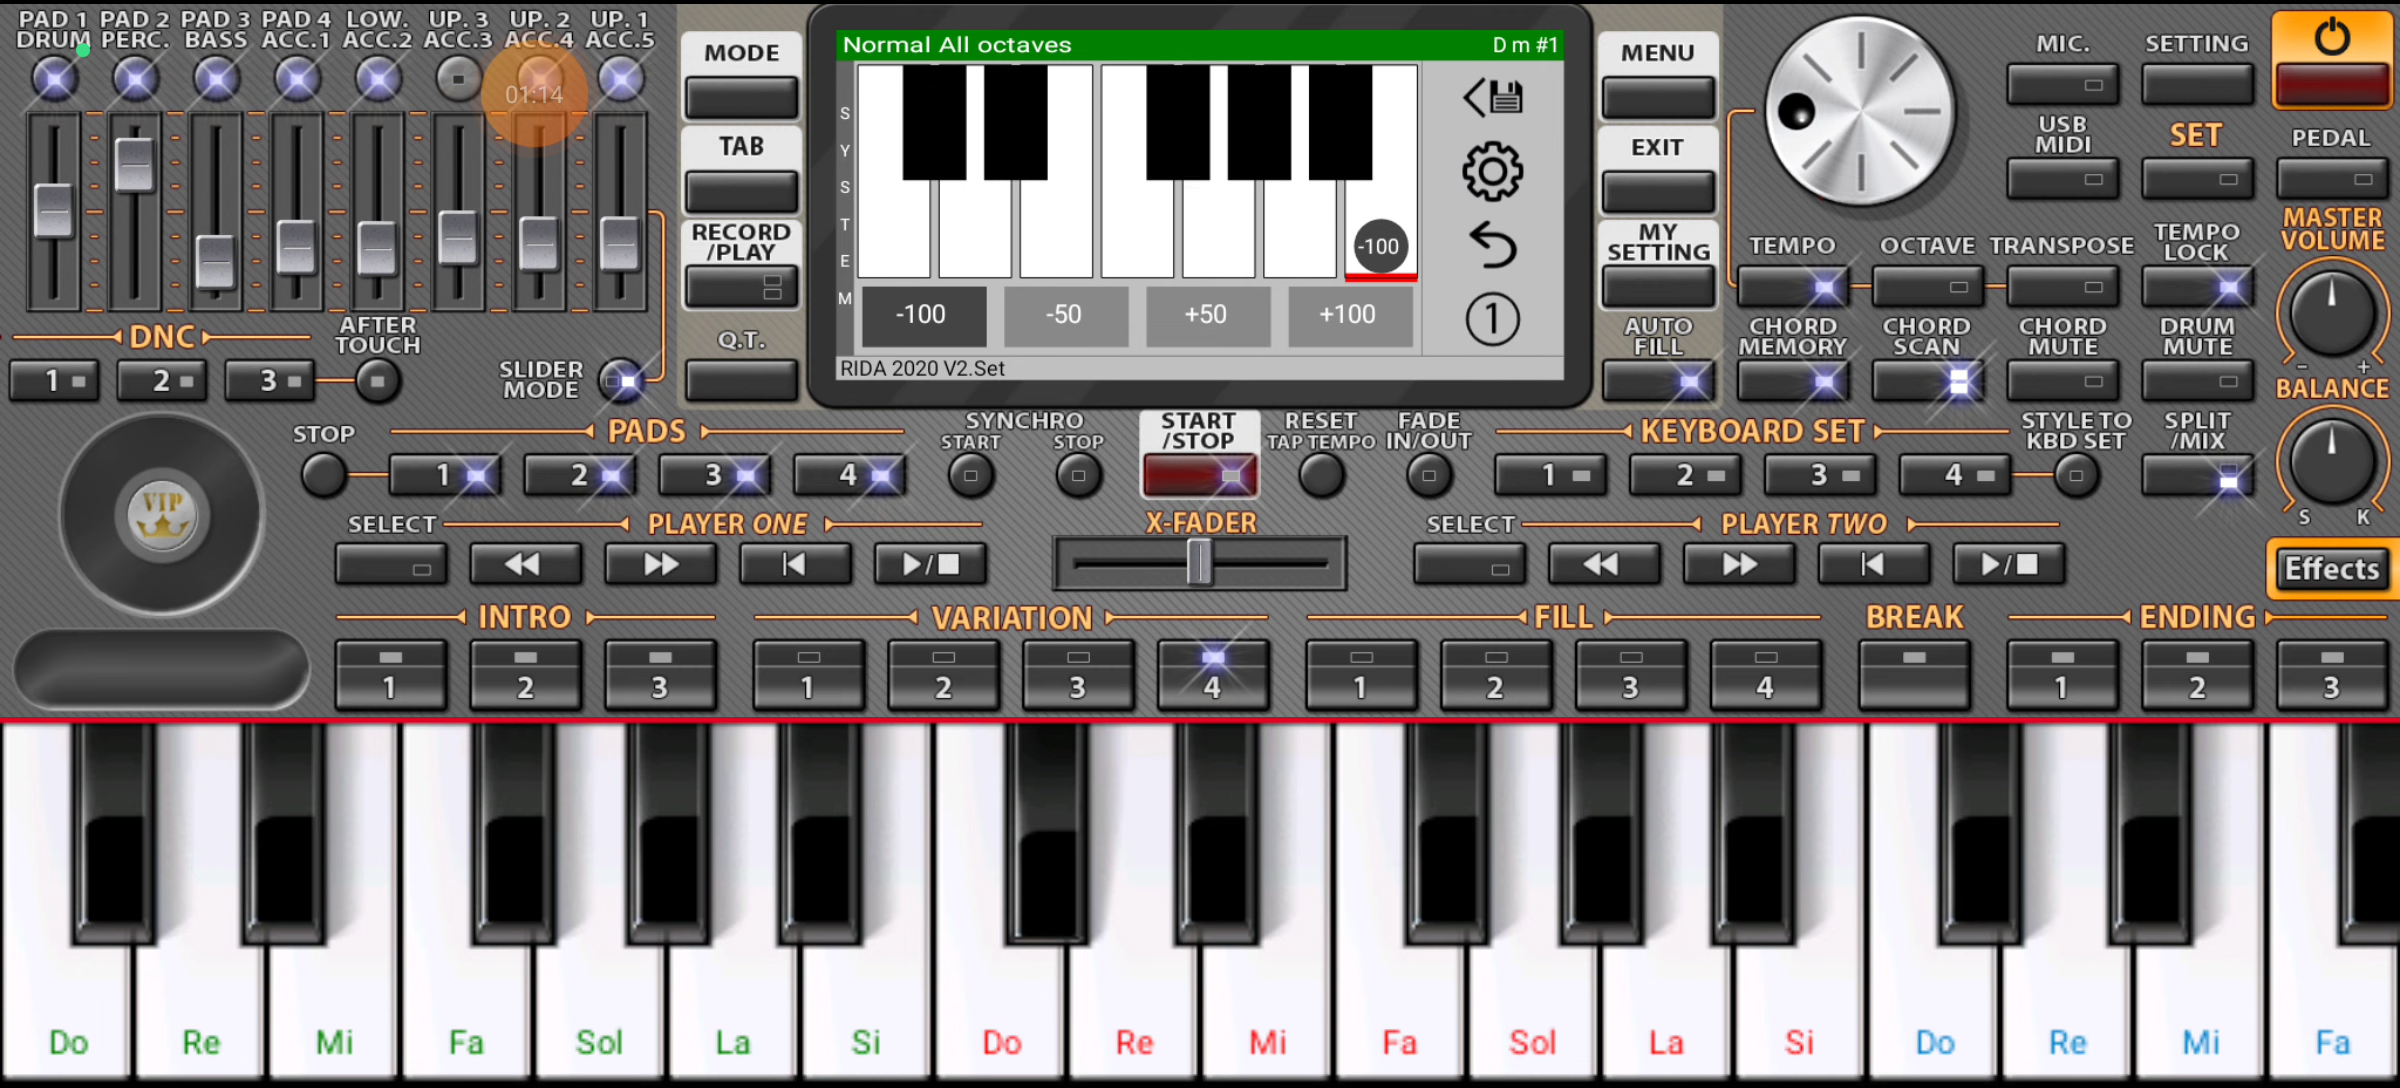 PAD 1 PAD 2 PAD 3 PAD 4 LOW. UP. 3 UP. 2 UP. 1
DRUM PERC. BASS ACC.1 ACC.2 ACC.3 ACC.4 ACC.5
01:14
MODE
TAB
RECORD
/PLAY
Q.T.
Normal All octaves D m #1
S
Y
S
T
E
M
-100
-100 -50 +50 +100
1
RIDA 2020 V2.Set
MENU
EXIT
MY
SETTING
AUTO
FILL
MIC. SETTING
USB
MIDI
SET
PEDAL
MASTER
VOLUME
TEMPO OCTAVE TRANSPOSE TEMPO
LOCK
CHORD
MEMORY
CHORD
SCAN
CHORD
MUTE
DRUM
MUTE
- +
BALANCE
S K
DNC
1 2 3
AFTER
TOUCH
SLIDER
MODE
VIP
STOP PADS
1 2 3 4
SYNCHRO
START STOP
START
/STOP
RESET
TAP TEMPO
FADE
IN/OUT
KEYBOARD SET
1 2 3 4
STYLE TO
KBD SET
SPLIT
/MIX
SELECT PLAYER ONE X-FADER SELECT PLAYER TWO
Effects
INTRO VARIATION FILL BREAK ENDING
1 2 3 1 2 3 4 1 2 3 4 1 2 3
Do Re Mi Fa Sol La Si Do Re Mi Fa Sol La Si Do Re Mi Fa